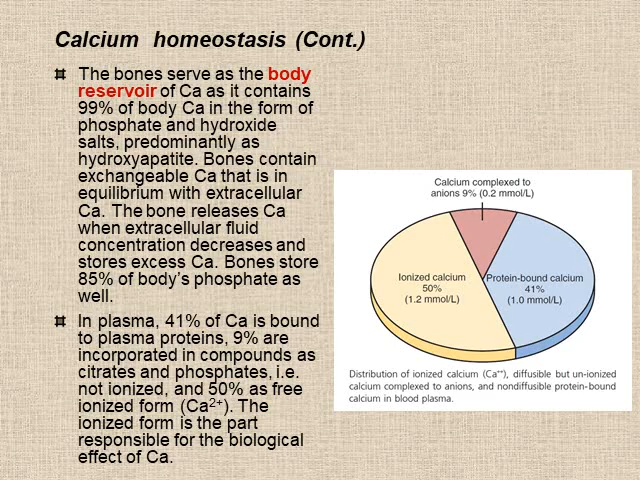 Calcium homeostasis (Cont.)
The bones serve as the body
reservoir of Ca as it contains
99% of body Ca in the form of
phosphate and hydroxide
salts, predominantly as
hydroxyapatite. Bones contain
exchangeable Ca that is in
equilibrium with extracellular
Ca. The bone releases Ca
when extracellular fluid
concentration decreases and
stores excess Ca. Bones store
85% of body's phosphate as
well.
In plasma, 41% of Ca is bound
to plasma proteins, 9% are
incorporated in compounds as
citrates and phosphates, i.e.
not ionized, and 50% as free
ionized form (Ca2+). The
ionized form is the part
responsible for the biological
effect of Ca.
Calcium complexed to
anions 9% (0.2 mmol/L)
Ionized calcium
50%
(1.2 mmol/L)
Protein-bound calcium
41%
(1.0 mmol/L)
Distribution of ionized calcium (Ca++), diffusible but un-ionized
calcium complexed to anions, and nondiffusible protein-bound
calcium in blood plasma.